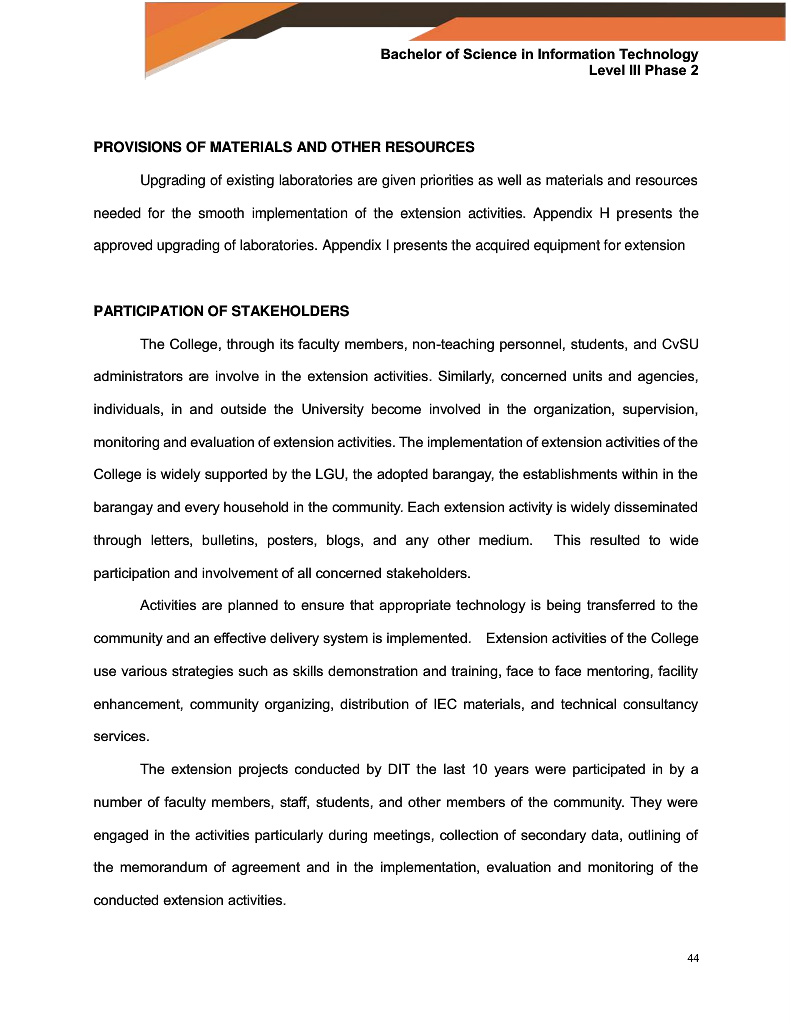 Bachelor of Science in Information Technology
Level III Phase 2
PROVISIONS OF MATERIALS AND OTHER RESOURCES
Upgrading of existing laboratories are given priorities as well as materials and resources
needed for the smooth implementation of the extension activities. Appendix H presents the
approved upgrading of laboratories. Appendix I presents the acquired equipment for extension
PARTICIPATION OF STAKEHOLDERS
The College, through its faculty members, non-teaching personnel, students, and CvSU
administrators are involve in the extension activities. Similarly, concerned units and agencies,
individuals, in and outside the University become involved in the organization, supervision,
monitoring and evaluation of extension activities. The implementation of extension activities of the
College is widely supported by the LGU, the adopted barangay, the establishments within in the
barangay and every household in the community. Each extension activity is widely disseminated
through letters, bulletins, posters, blogs, and any other medium. This resulted to wide
participation and involvement of all concerned stakeholders.
Activities are planned to ensure that appropriate technology is being transferred to the
community and an effective delivery system is implemented. Extension activities of the College
use various strategies such as skills demonstration and training, face to face mentoring, facility
enhancement, community organizing, distribution of IEC materials, and technical consultancy
services.
The extension projects conducted by DIT the last 10 years were participated in by a
number of faculty members, staff, students, and other members of the community. They were
engaged in the activities particularly during meetings, collection of secondary data, outlining of
the memorandum of agreement and in the implementation, evaluation and monitoring of the
conducted extension activities.
44